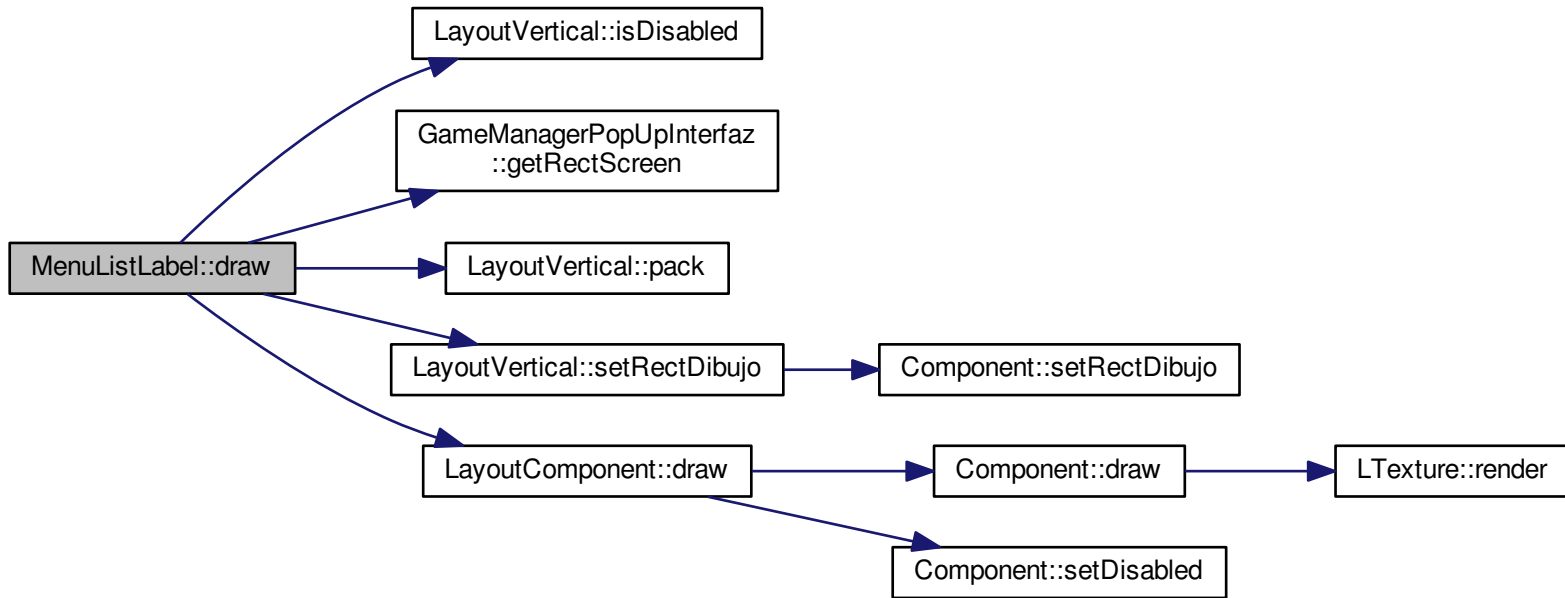 LayoutVertical::isDisabled
GameManagerPopUpInterfaz
::getRectScreen
MenuListLabel::draw
LayoutVertical::pack
LayoutVertical::setRectDibujo
Component::setRectDibujo
LayoutComponent::draw
Component::draw
LTexture::render
Component::setDisabled